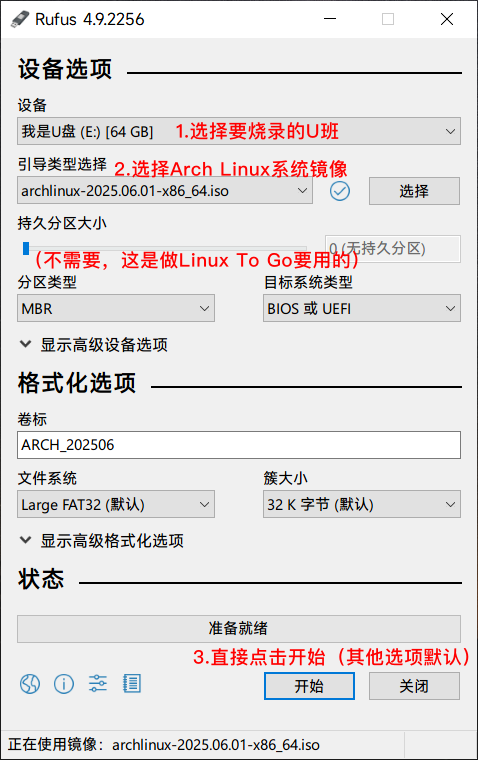 Rufus 4.9.2256
设备选项
设备
我是U盘 (E:) [64 GB]
1.选择要烧录的U班
引导类型选择
2.选择Arch Linux系统镜像
archlinux-2025.06.01-x86_64.iso
选择
持久分区大小
0 (无持久分区)
（不需要，这是做Linux To Go要用的）
分区类型
目标系统类型
MBR
BIOS 或 UEFI
显示高级设备选项
格式化选项
卷标
ARCH_202506
文件系统
簇大小
Large FAT32 (默认)
32 K 字节 (默认)
显示高级格式化选项
状态
准备就绪
3.直接点击开始（其他选项默认）
开始
关闭
正在使用镜像：archlinux-2025.06.01-x86_64.iso